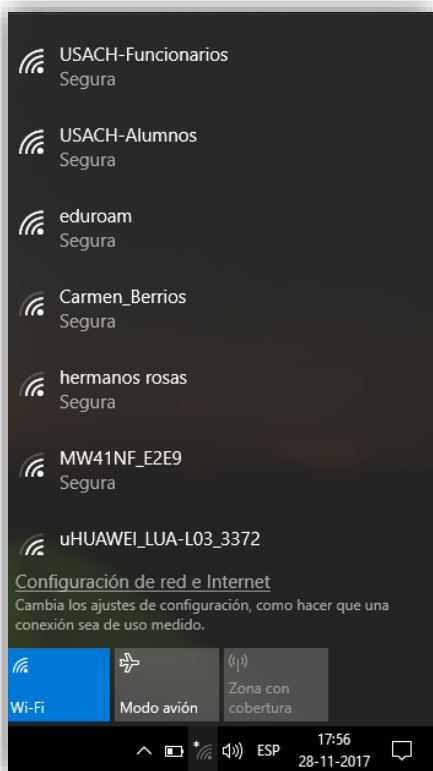 USACH-Funcionarios
Segura
USACH-Alumnos
Segura
eduroam
Segura
Carmen_Berrios
Segura
hermanos rosas
Segura
MW41NF_E2E9
Segura
uHUAWEI_LUA-L03_3372
Configuración de red e Internet
Cambia los ajustes de configuración, como hacer que una
conexión sea de uso medido.
Wi-Fi
Modo avión
Zona con
cobertura
ESP
17:56
28-11-2017